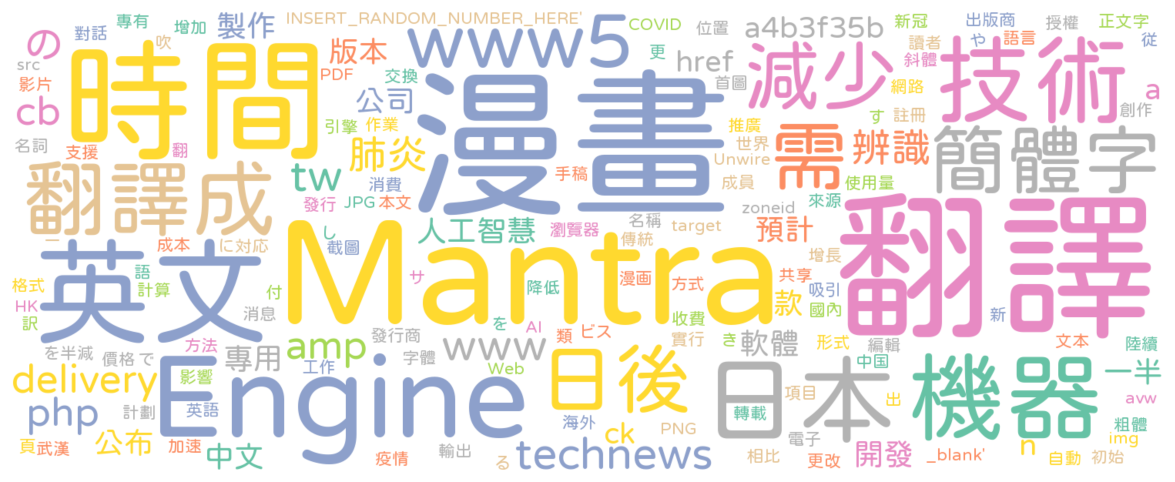 の
對話
專有
增加
製作
INSERT_RANDOM_NUMBER_HERE'
COVID
位置
a4b3f35b
新冠
出版商
授權
正文字
吹
版本
www5
更
href
讀者
や
語言
從
src
影片
時間
PDF
交換
首圖
減少
斜體
網路
技術
a
cb
公司
漫畫
創作
名詞
支援
翻
引擎
作業
肺炎
推廣
世界
Unwire
需
す
註冊
辨識
簡體字
翻譯成
tw
消費
手稿
成員
使用量
發行
JPG
本文
人工智慧
瀏覽器
名稱
傳統
target
zoneid
預計
來源
翻譯
英文
成本
に対応
し
截圖
Mantra
増長
格式
語
計算
付
サ
降低
漫画
方式
共享
吸引
HK
訳
消息
款
國內
新
を半減
價格
で
方法
專用
amp
發行商
を
AI
類
ビス
收費
實行
き
軟體
形式
編輯
文本
陸續
delivery
影響
Engine
工作
字體
www
Web
日後
日本
中国
機器
一半
php
計劃
英語
海外
轉載
項目
出
avw
頁
武漢
公布
加速
中文
疫情
輸出
る
technews
ck
PNG
電子
相比
更改
開發
_blank'
n
自動
img
初始
粗體